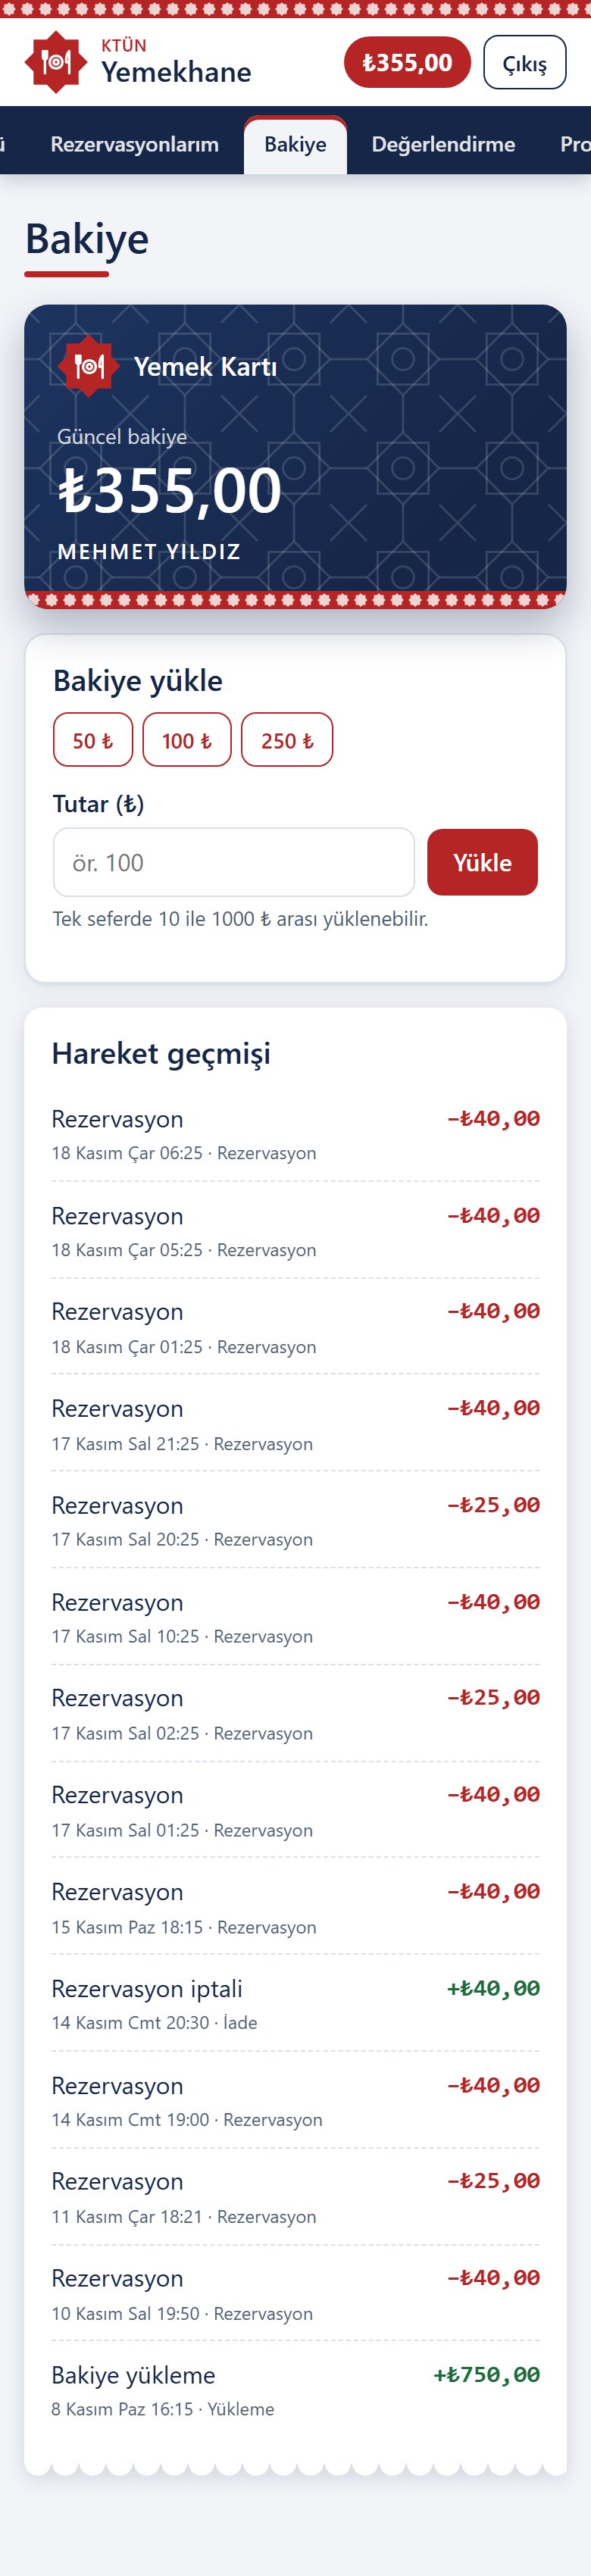 KTÜN
Yemekhane
₺355,00
Çıkış
Rezervasyonlarım
Bakiye
Değerlendirme
Bakiye
Yemek Kartı
Güncel bakiye
₺355,00
MEHMET YILDIZ
Bakiye yükle
50 ₺
100 ₺
250 ₺
Tutar (₺)
ör. 100
Yükle
Tek seferde 10 ile 1000 ₺ arası yüklenebilir.
Hareket geçmişi
Rezervasyon
−₺40,00
18 Kasım Çar 06:25 · Rezervasyon
Rezervasyon
−₺40,00
18 Kasım Çar 05:25 · Rezervasyon
Rezervasyon
−₺40,00
18 Kasım Çar 01:25 · Rezervasyon
Rezervasyon
−₺40,00
17 Kasım Sal 21:25 · Rezervasyon
Rezervasyon
−₺25,00
17 Kasım Sal 20:25 · Rezervasyon
Rezervasyon
−₺40,00
17 Kasım Sal 10:25 · Rezervasyon
Rezervasyon
−₺25,00
17 Kasım Sal 02:25 · Rezervasyon
Rezervasyon
−₺40,00
17 Kasım Sal 01:25 · Rezervasyon
Rezervasyon
−₺40,00
15 Kasım Paz 18:15 · Rezervasyon
Rezervasyon iptali
+₺40,00
14 Kasım Cmt 20:30 · İade
Rezervasyon
−₺40,00
14 Kasım Cmt 19:00 · Rezervasyon
Rezervasyon
−₺25,00
11 Kasım Çar 18:21 · Rezervasyon
Rezervasyon
−₺40,00
10 Kasım Sal 19:50 · Rezervasyon
Bakiye yükleme
+₺750,00
8 Kasım Paz 16:15 · Yükleme